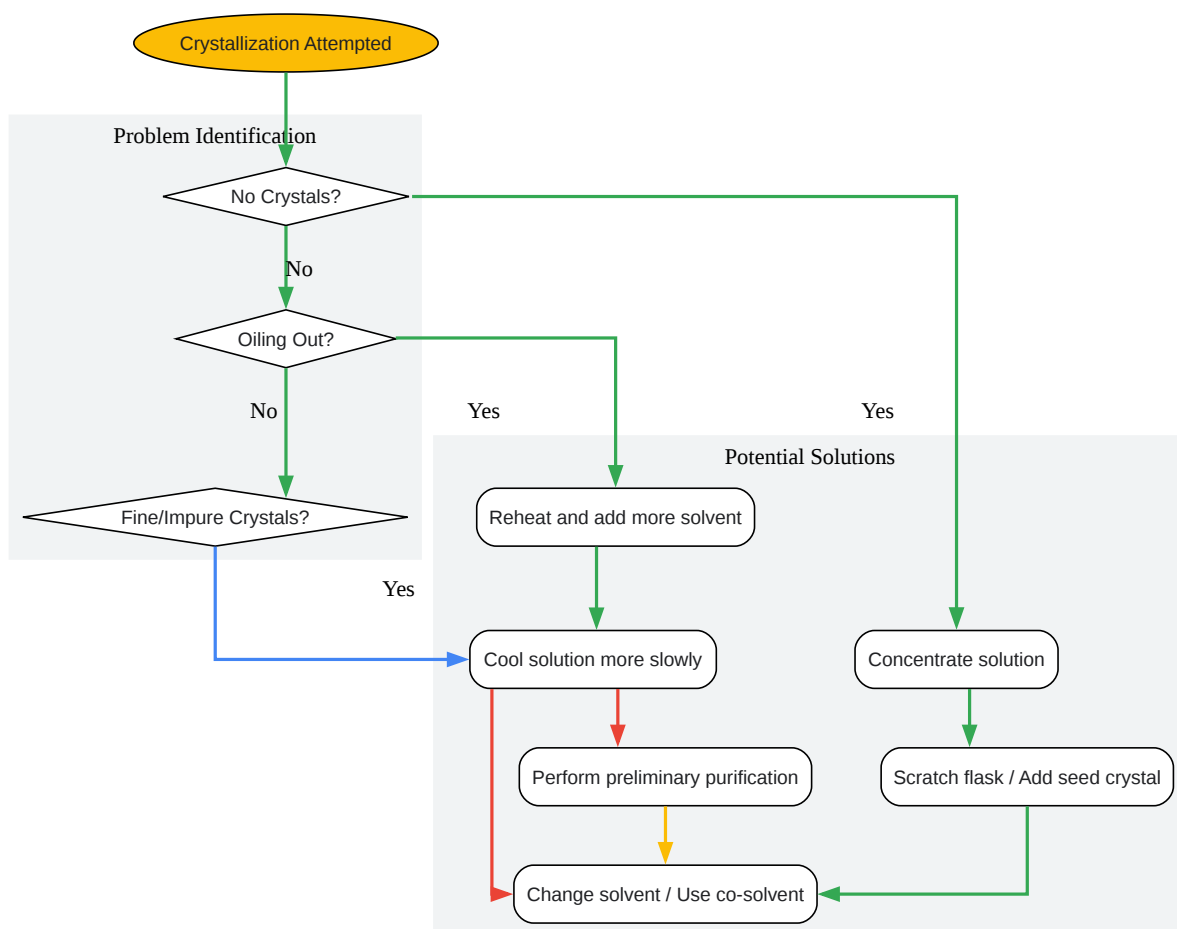 Crystallization Attempted
Problem Identification
No Crystals?
No
Oiling Out?
No
Yes
Yes
Potential Solutions
Fine/Impure Crystals?
Reheat and add more solvent
Yes
Cool solution more slowly
Concentrate solution
Perform preliminary purification
Scratch flask / Add seed crystal
Change solvent / Use co-solvent